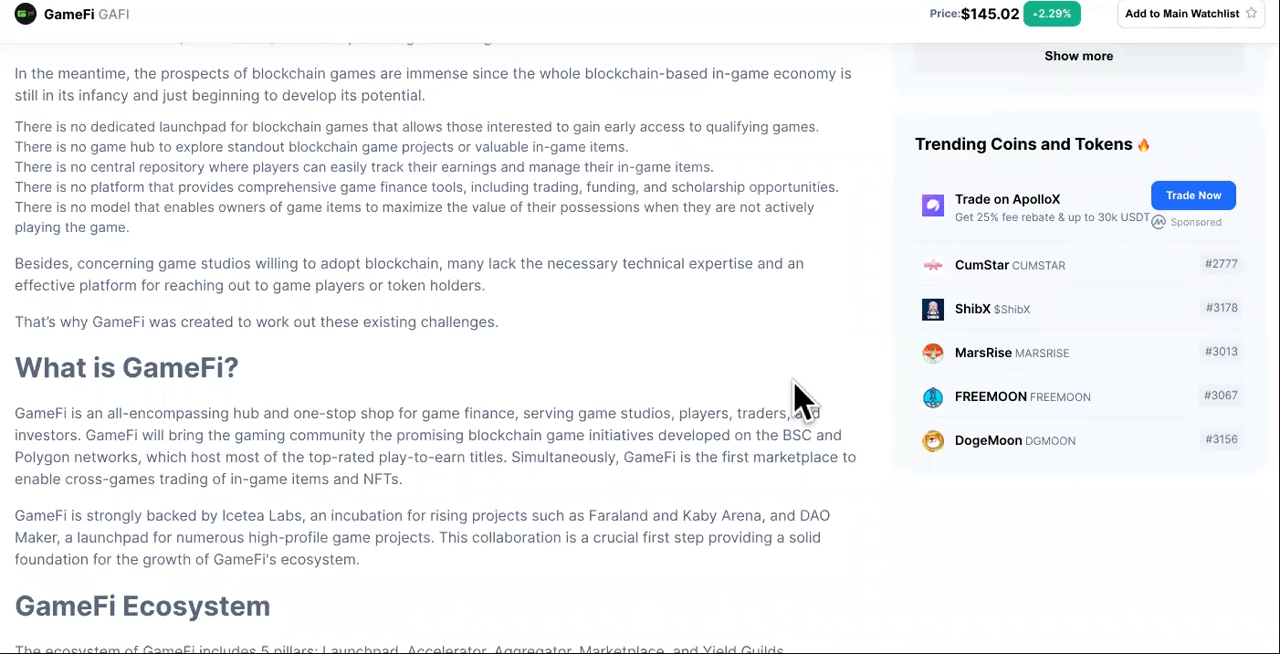 GameFi GAFI
Price:$145.02 2.29%
Add to Main Watchlist
In the meantime, the prospects of blockchain games are immense since the whole blockchain-based in-game economy is
still in its infancy and just beginning to develop its potential.
There is no dedicated launchpad for blockchain games that allows those interested to gain early access to qualifying games.
There is no game hub to explore standout blockchain game projects or valuable in-game items.
There is no central repository where players can easily track their earnings and manage their in-game items.
There is no platform that provides comprehensive game finance tools, including trading, funding, and scholarship opportunities.
There is no model that enables owners of game items to maximize the value of their possessions when they are not actively
playing the game.
Besides, concerning game studios willing to adopt blockchain, many lack the necessary technical expertise and an
effective platform for reaching out to game players or token holders.
That’s why GameFi was created to work out these existing challenges.
What is GameFi?
GameFi is an all-encompassing hub and one-stop shop for game finance, serving game studios, players, traders, and
investors. GameFi will bring the gaming community the promising blockchain game initiatives developed on the BSC and
Polygon networks, which host most of the top-rated play-to-earn titles. Simultaneously, GameFi is the first marketplace to
enable cross-games trading of in-game items and NFTs.
GameFi is strongly backed by Icetea Labs, an incubation for rising projects such as Faraland and Kaby Arena, and DAO
Maker, a launchpad for numerous high-profile game projects. This collaboration is a crucial first step providing a solid
foundation for the growth of GameFi's ecosystem.
GameFi Ecosystem
The ecosystem of GameFi includes 5 pillars: Launchpad, Accelerator, Aggregator, Marketplace, and Yield Guilds.
Show more
Trending Coins and Tokens
Trade on ApolloX
Get 25% fee rebate & up to 30k USDT
Trade Now
Sponsored
CumStar CUMSTAR #2777
ShibX $ShibX #3178
MarsRise MARSRISE #3013
FREEMOON FREEMOON #3067
DogeMoon DGMOON #3156